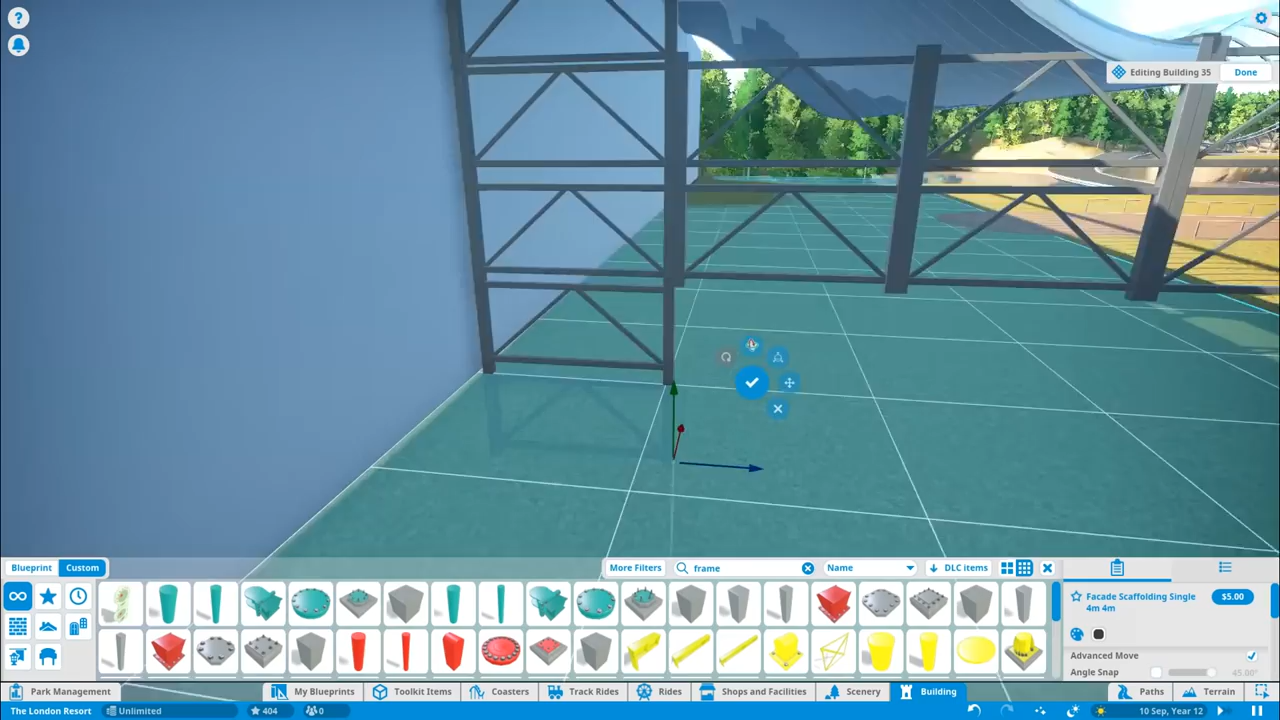 ?
Editing Building 35 Done
Blueprint Custom More Filters frame Name DLC items
Facade Scaffolding Single 4m 4m $5.00
Advanced Move
Angle Snap 45.00°
Park Management My Blueprints Toolkit Items Coasters Track Rides Rides Shops and Facilities Scenery Building Paths Terrain
The London Resort Unlimited 404 0 10 Sep, Year 12